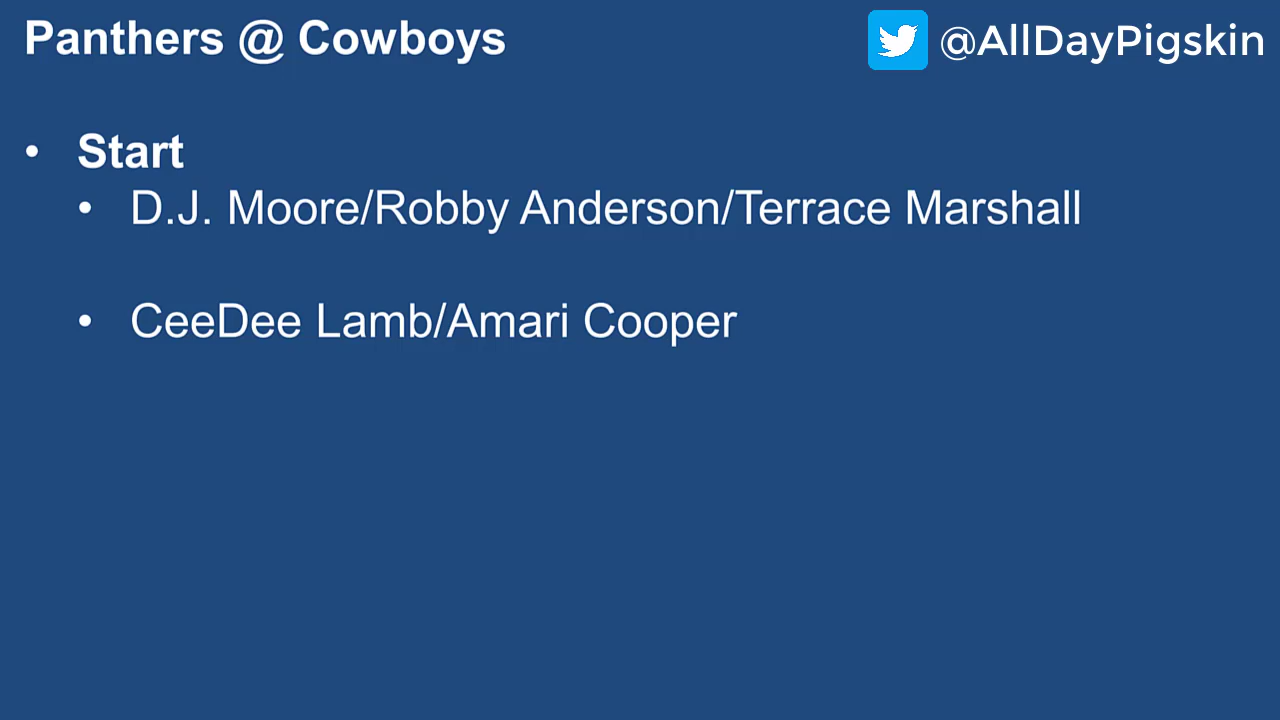 Panthers @ Cowboys
@AllDayPigskin
• Start
• D.J. Moore/Robby Anderson/Terrace Marshall
• CeeDee Lamb/Amari Cooper